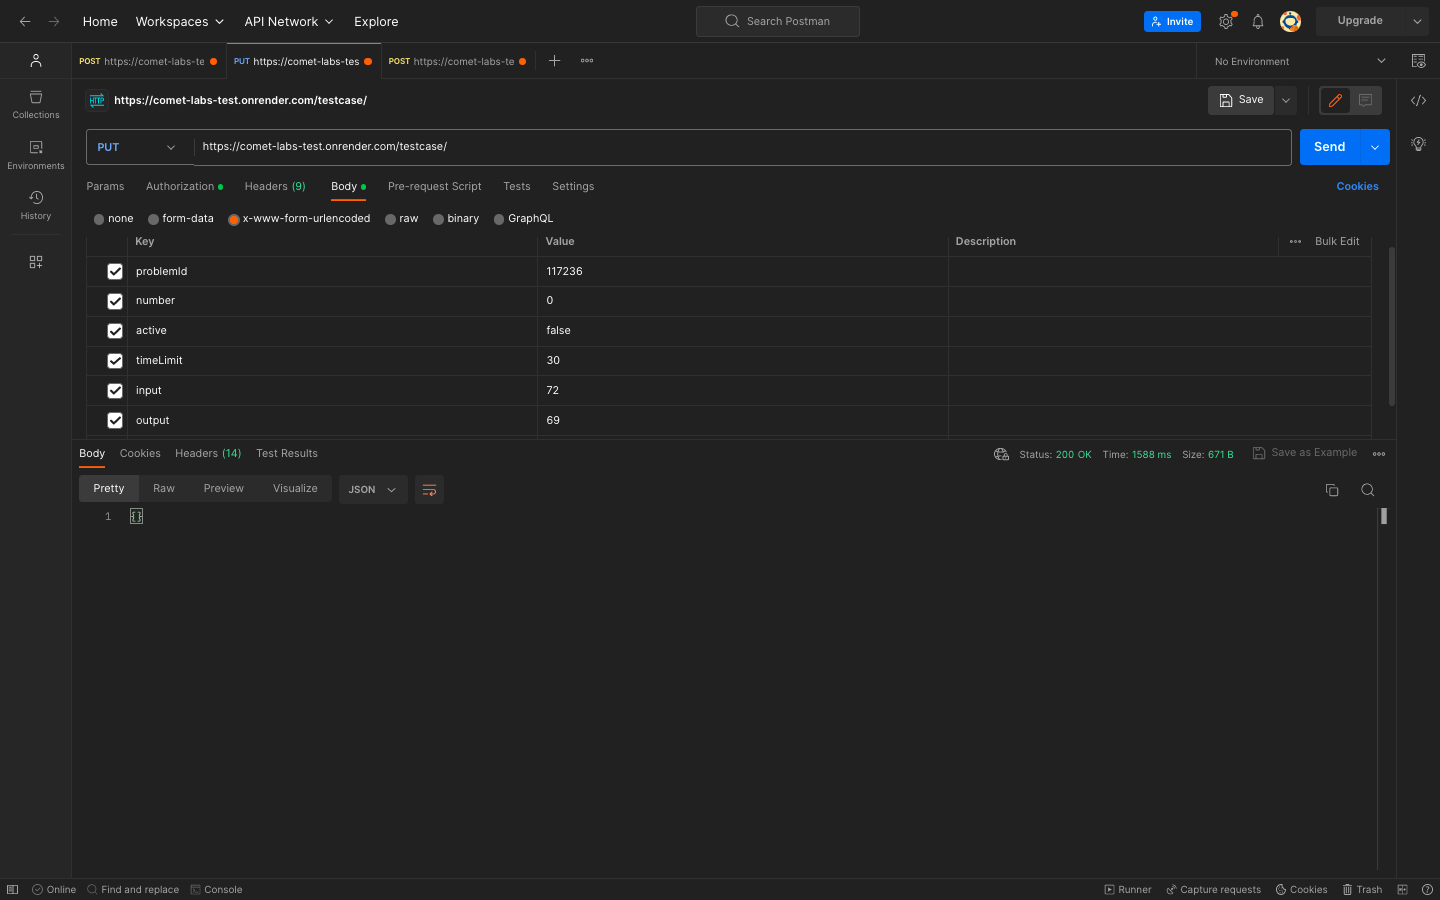 Home Workspaces API Network Explore Search Postman Invite Upgrade
POST https://comet-labs-te PUT https://comet-labs-tes POST https://comet-labs-te No Environment
Collections
Environments
History
HTTP https://comet-labs-test.onrender.com/testcase/ Save
PUT https://comet-labs-test.onrender.com/testcase/ Send
Params Authorization Headers (9) Body Pre-request Script Tests Settings Cookies
none form-data x-www-form-urlencoded raw binary GraphQL
Key Value Description Bulk Edit
problemId 117236
number 0
active false
timeLimit 30
input 72
output 69
Body Cookies Headers (14) Test Results Status: 200 OK Time: 1588 ms Size: 671 B Save as Example
Pretty Raw Preview Visualize JSON
1 {}
Online Find and replace Console Runner Capture requests Cookies Trash